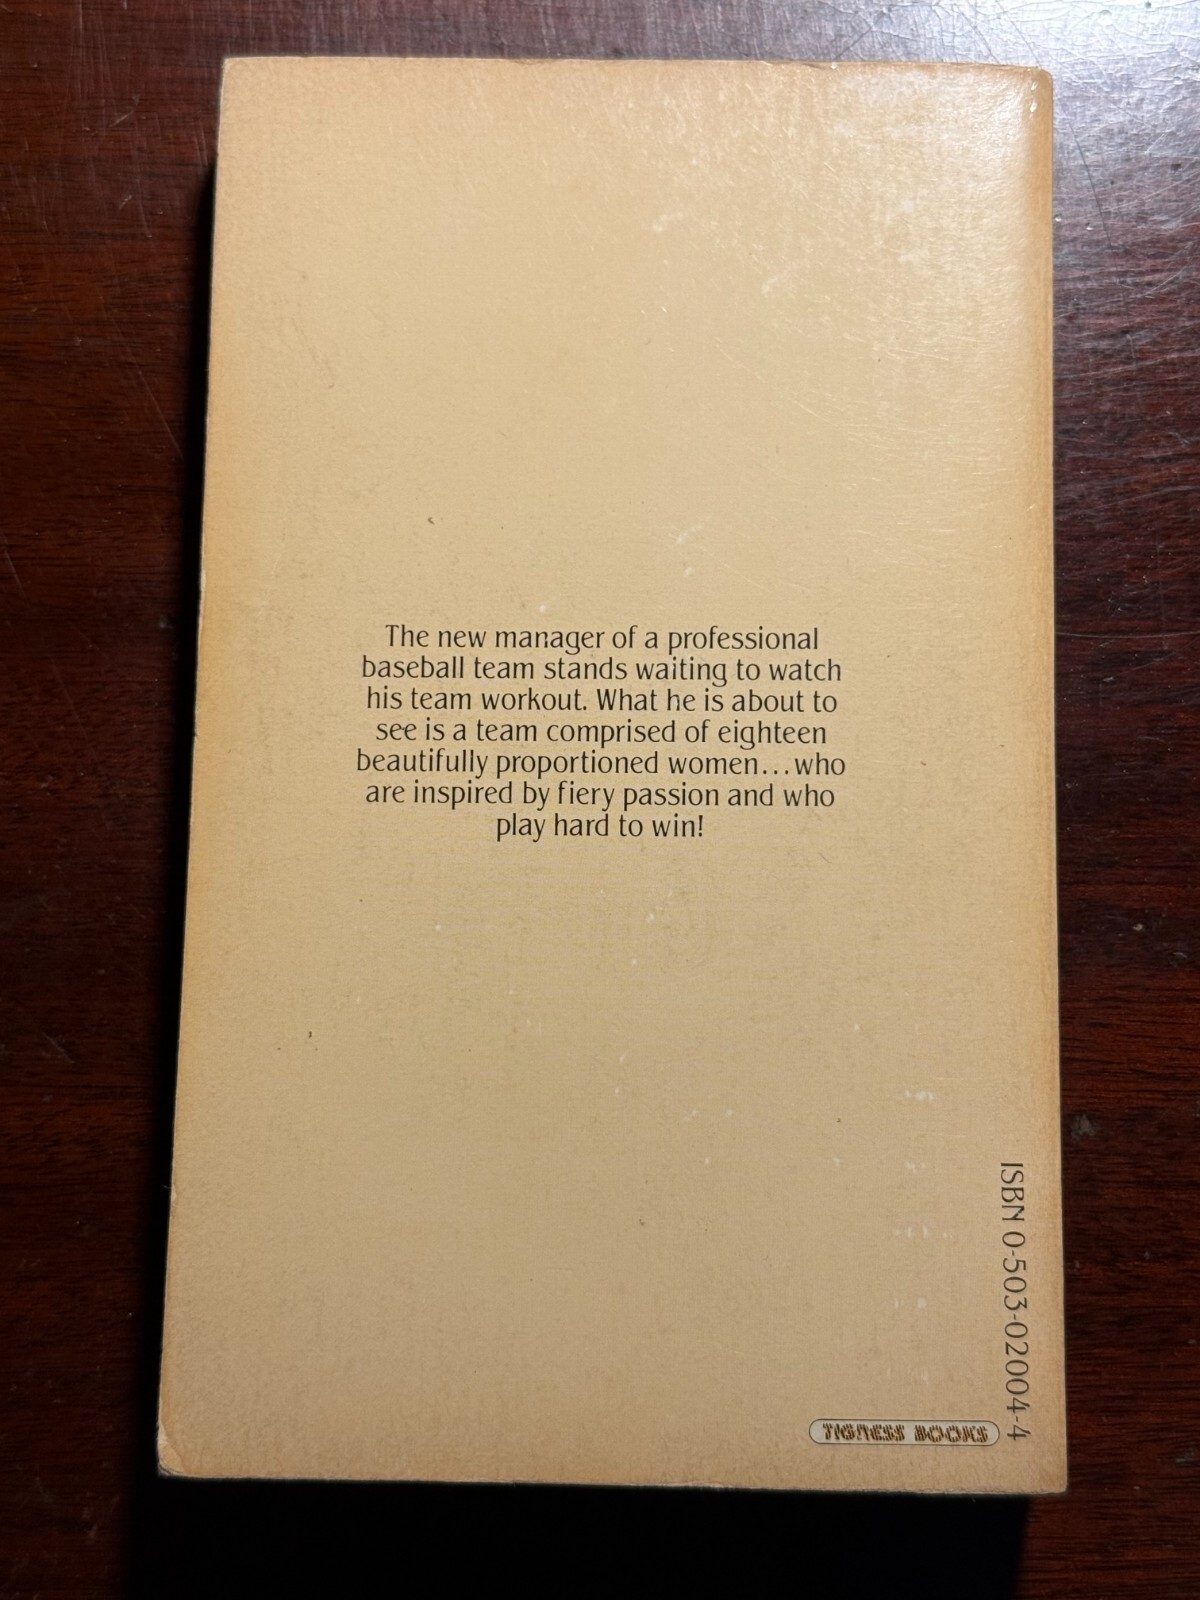 The new manager of a professional
baseball team stands waiting to watch
his team workout. What he is about to
see is a team comprised of eighteen
beautifully proportioned women...who
are inspired by fiery passion and who
play hard to win!
ISBN 0-503-02004-4
TIGRESS BOOKS